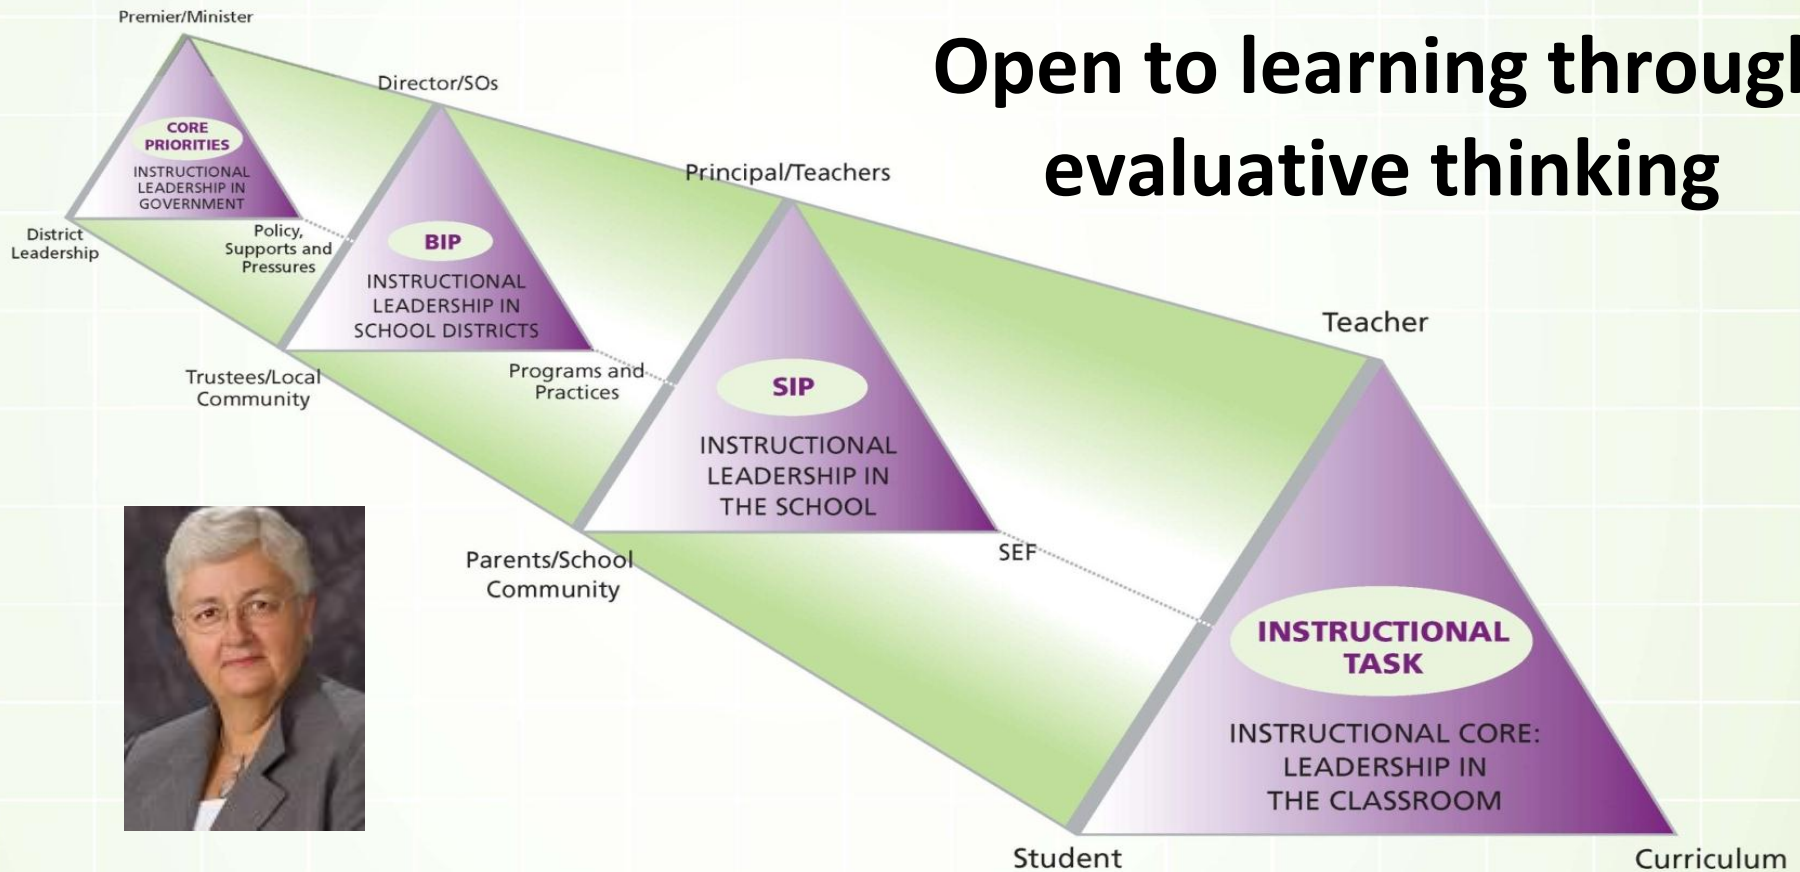 Open to learning through
evaluative thinking
Premier/Minister
CORE
PRIORITIES
INSTRUCTIONAL
LEADERSHIP IN
GOVERNMENT
District
Leadership
Policy,
Supports and
Pressures
Director/SOs
BIP
INSTRUCTIONAL
LEADERSHIP IN
SCHOOL DISTRICTS
Trustees/Local
Community
Programs and
Practices
Principal/Teachers
SIP
INSTRUCTIONAL
LEADERSHIP IN
THE SCHOOL
Parents/School
Community
SEF
Teacher
INSTRUCTIONAL
TASK
INSTRUCTIONAL CORE:
LEADERSHIP IN
THE CLASSROOM
Student
Curriculum